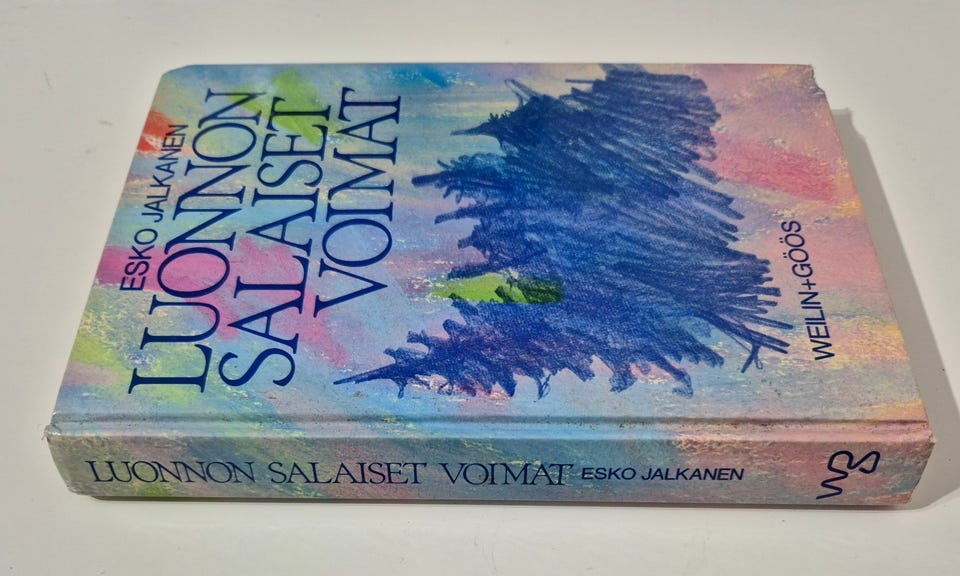 ESKO JALKANEN
LUONNON
SALAISET
VOIMAT
WEILIN+GÖÖS
LUONNON SALAISET VOIMAT ESKO JALKANEN